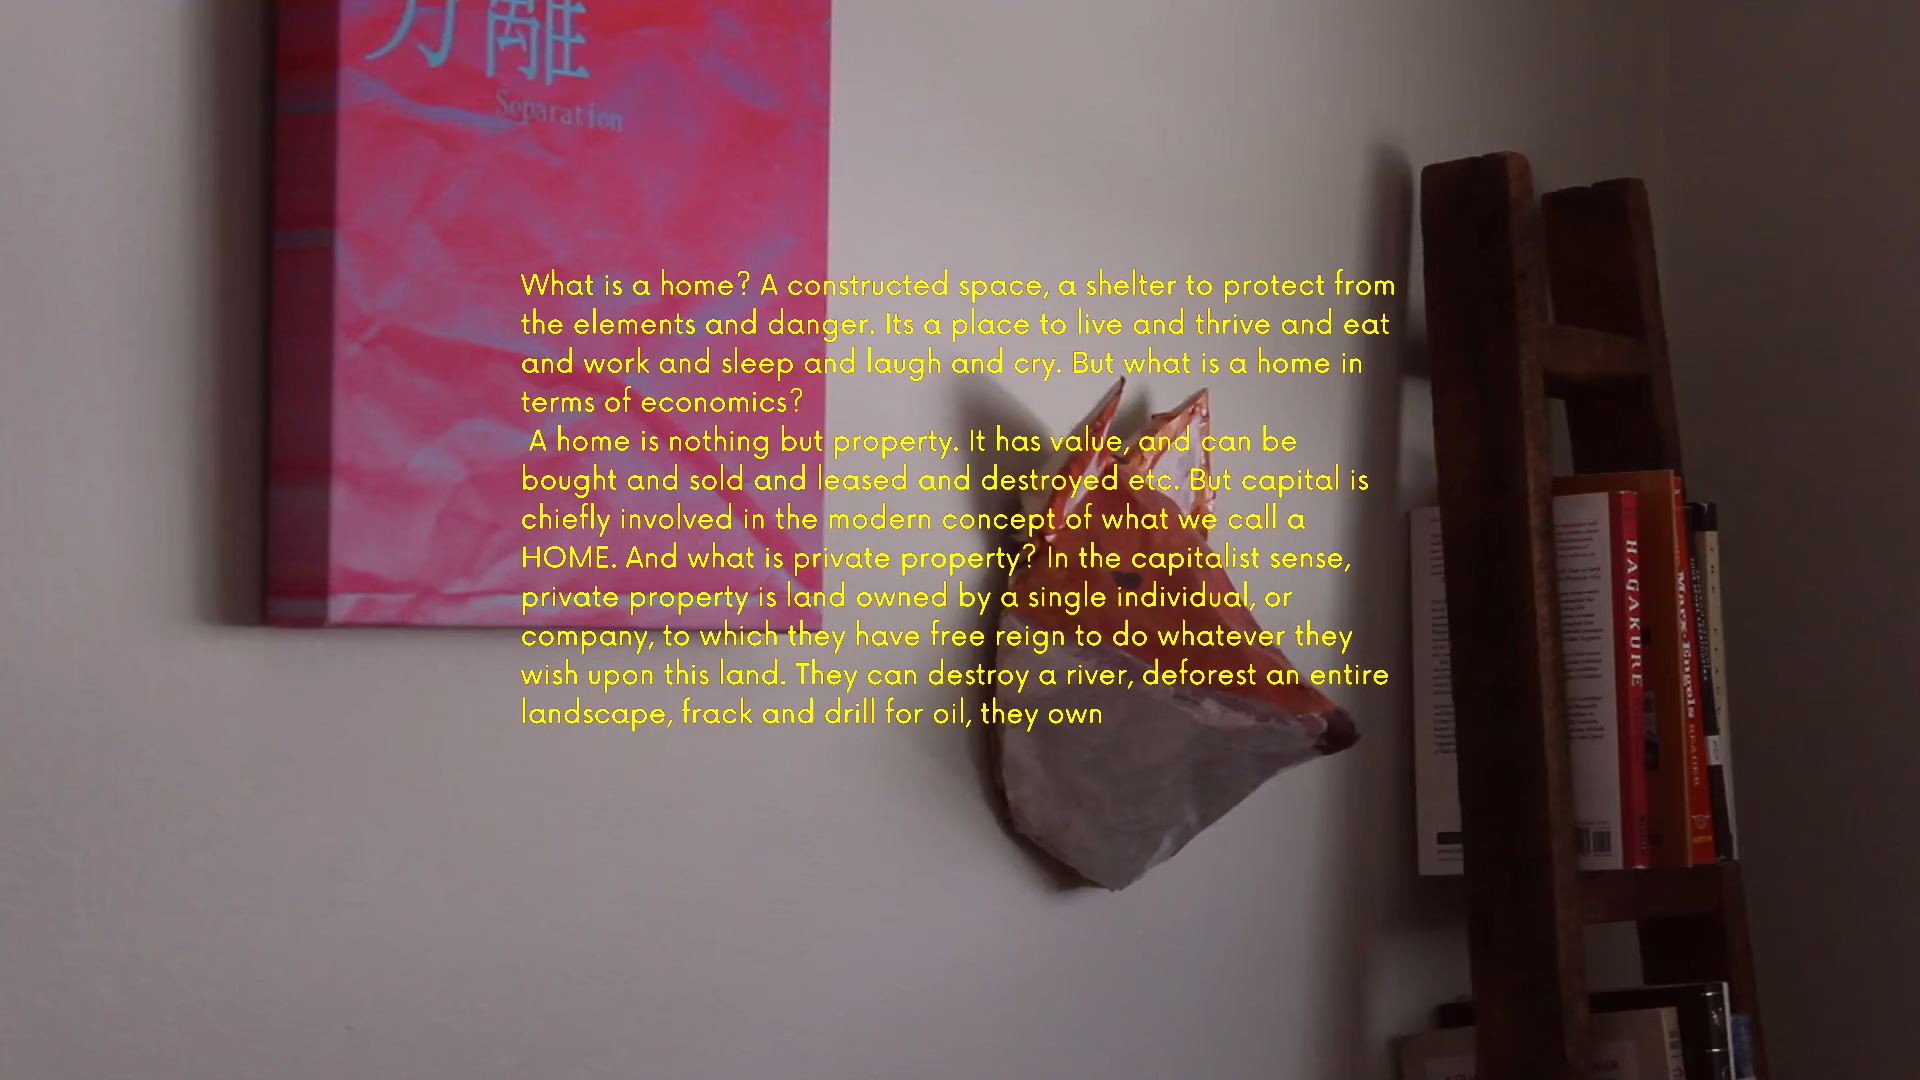 分離
Separation
What is a home? A constructed space, a shelter to protect from
the elements and danger. Its a place to live and thrive and eat
and work and sleep and laugh and cry. But what is a home in
terms of economics?
A home is nothing but property. It has value, and can be
bought and sold and leased and destroyed etc. But capital is
chiefly involved in the modern concept of what we call a
HOME. And what is private property? In the capitalist sense,
private property is land owned by a single individual, or
company, to which they have free reign to do whatever they
wish upon this land. They can destroy a river, deforest an entire
landscape, frack and drill for oil, they own
HAGAKURE
Marx-Engels READER